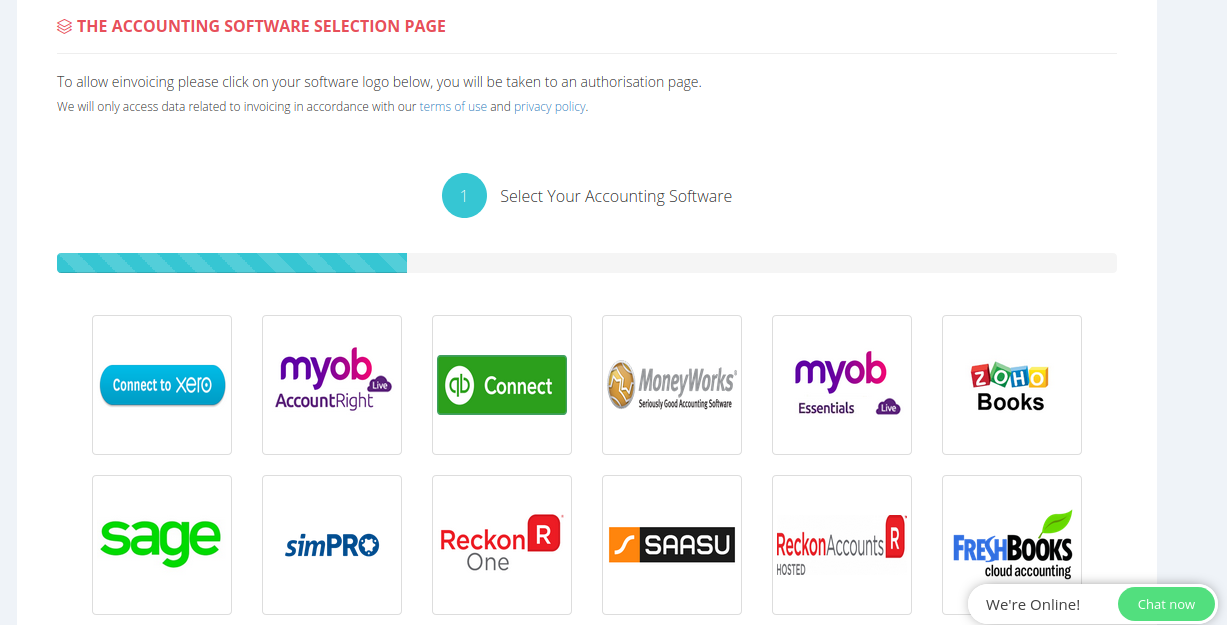 THE ACCOUNTING SOFTWARE SELECTION PAGE
To allow einvoicing please click on your software logo below, you will be taken to an authorisation page.
We will only access data related to invoicing in accordance with our terms of use and privacy policy.
1 Select Your Accounting Software
Connect to xero
myob
AccountRight Live
qb Connect
MoneyWorks
Seriously Good Accounting Software
myob
Essentials Live
ZOHO
Books
sage
simPRO
Reckon R
One
SAASU
ReckonAccounts R
HOSTED
FRESHBOOKS
cloud accounting
We're Online! Chat now